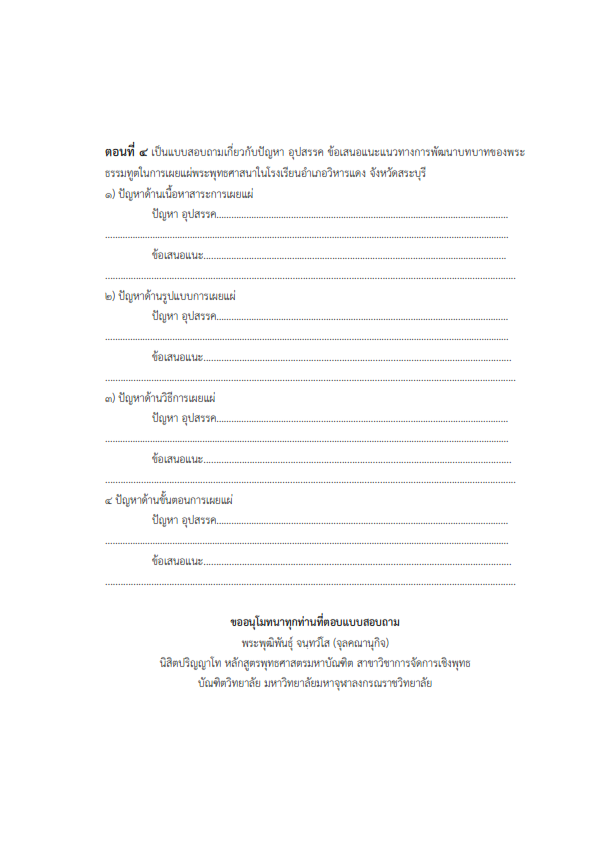 ตอนที่ ๔ เป็นแบบสอบถามเกี่ยวกับปัญหา อุปสรรค ข้อเสนอแนะแนวทางการพัฒนาบทบาทของพระ
ธรรมทูตในการเผยแผ่พระพุทธศาสนาในโรงเรียนอำเภอวิหารแดง จังหวัดสระบุรี
๑) ปัญหาด้านเนื้อหาสาระการเผยแผ่
ปัญหา อุปสรรค..................................................................................................................
..............................................................................................................................................................
ข้อเสนอแนะ.......................................................................................................................
.................................................................................................................................................................
๒) ปัญหาด้านรูปแบบการเผยแผ่
ปัญหา อุปสรรค..................................................................................................................
..............................................................................................................................................................
ข้อเสนอแนะ.........................................................................................................................
.................................................................................................................................................................
๓) ปัญหาด้านวิธีการเผยแผ่
ปัญหา อุปสรรค..................................................................................................................
..............................................................................................................................................................
ข้อเสนอแนะ.........................................................................................................................
.................................................................................................................................................................
๔ ปัญหาด้านขั้นตอนการเผยแผ่
ปัญหา อุปสรรค..................................................................................................................
..............................................................................................................................................................
ข้อเสนอแนะ.........................................................................................................................
.................................................................................................................................................................
ขออนุโมทนาทุกท่านที่ตอบแบบสอบถาม
พระพุฒิพันธุ์ จนฺทวํโส (จุลคณานุกิจ)
นิสิตปริญญาโท หลักสูตรพุทธศาสตรมหาบัณฑิต สาขาวิชาการจัดการเชิงพุทธ
บัณฑิตวิทยาลัย มหาวิทยาลัยมหาจุฬาลงกรณราชวิทยาลัย